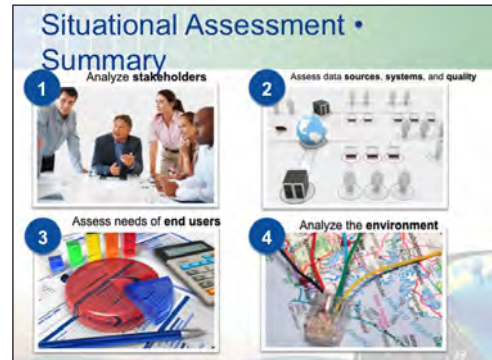 Situational Assessment •
Summary
1
Analyze stakeholders
2
Assess data sources, systems, and quality
3
Assess needs of end users
4
Analyze the environment